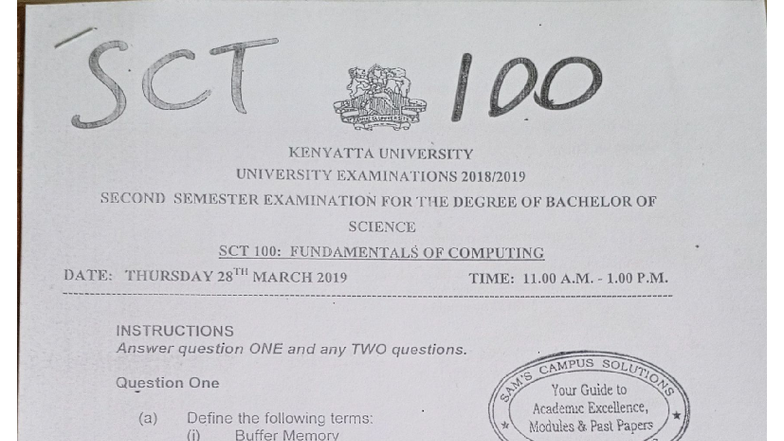 SCT 100
KENYATTA UNIVERSITY
UNIVERSITY EXAMINATIONS 2018/2019
SECOND SEMESTER EXAMINATION FOR THE DEGREE OF BACHELOR OF
SCIENCE
SCT 100: FUNDAMENTALS OF COMPUTING
DATE: THURSDAY 28TH MARCH 2019 TIME: 11.00 A.M. - 1.00 P.M.
INSTRUCTIONS
Answer question ONE and any TWO questions.
Question One
(a) Define the following terms:
(i) Buffer Memory
SAM'S CAMPUS SOLUTIONS
Your Guide to
Academic Excellence,
Modules & Past Papers